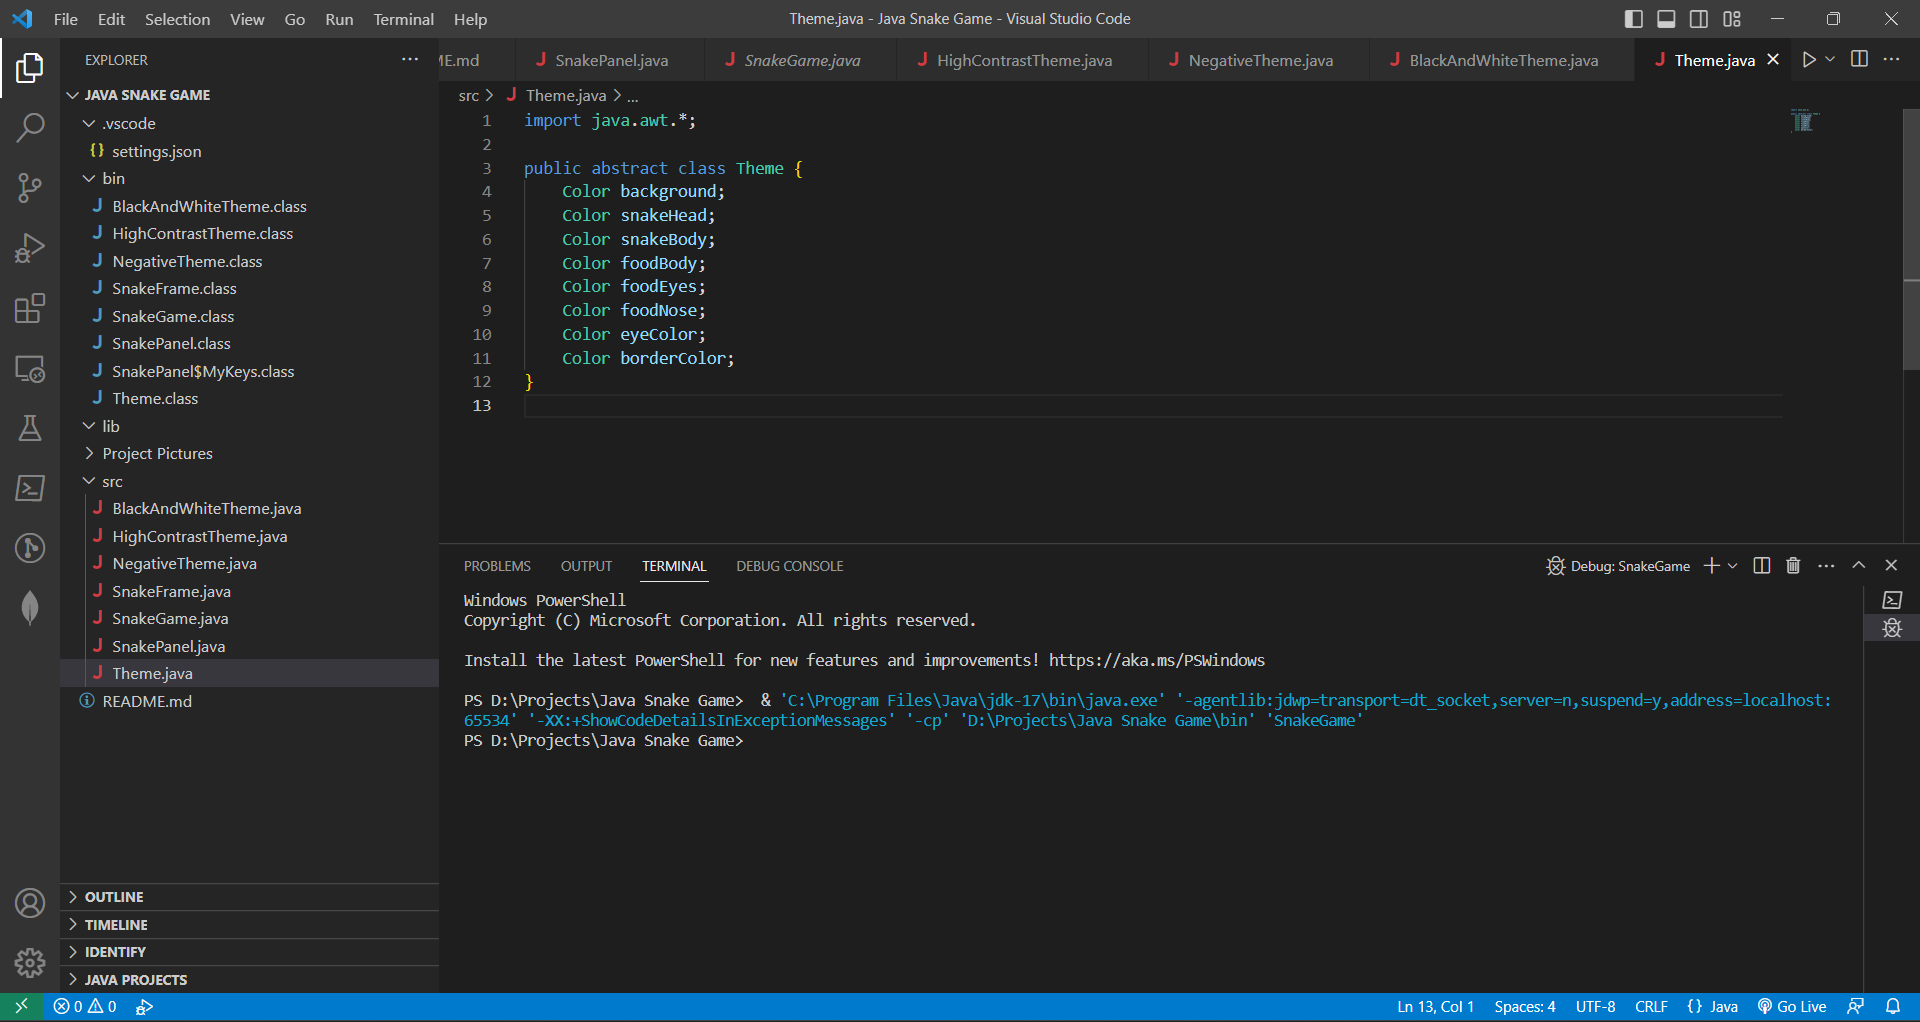 File Edit Selection View Go Run Terminal Help
Theme.java - Java Snake Game - Visual Studio Code
EXPLORER
JAVA SNAKE GAME
.vscode
settings.json
bin
BlackAndWhiteTheme.class
HighContrastTheme.class
NegativeTheme.class
SnakeFrame.class
SnakeGame.class
SnakePanel.class
SnakePanel$MyKeys.class
Theme.class
lib
Project Pictures
src
BlackAndWhiteTheme.java
HighContrastTheme.java
NegativeTheme.java
SnakeFrame.java
SnakeGame.java
SnakePanel.java
Theme.java
README.md
OUTLINE
TIMELINE
IDENTIFY
JAVA PROJECTS
ME.md SnakePanel.java SnakeGame.java HighContrastTheme.java NegativeTheme.java BlackAndWhiteTheme.java Theme.java
src > Theme.java > ...
1 import java.awt.*;
2
3 public abstract class Theme {
4 Color background;
5 Color snakeHead;
6 Color snakeBody;
7 Color foodBody;
8 Color foodEyes;
9 Color foodNose;
10 Color eyeColor;
11 Color borderColor;
12 }
13
PROBLEMS OUTPUT TERMINAL DEBUG CONSOLE
Debug: SnakeGame
Windows PowerShell
Copyright (C) Microsoft Corporation. All rights reserved.
Install the latest PowerShell for new features and improvements! https://aka.ms/PSWindows
PS D:\Projects\Java Snake Game>  & 'C:\Program Files\Java\jdk-17\bin\java.exe' '-agentlib:jdwp=transport=dt_socket,server=n,suspend=y,address=localhost:
65534' '-XX:+ShowCodeDetailsInExceptionMessages' '-cp' 'D:\Projects\Java Snake Game\bin' 'SnakeGame'
PS D:\Projects\Java Snake Game>
0 0
Ln 13, Col 1 Spaces: 4 UTF-8 CRLF {} Java Go Live